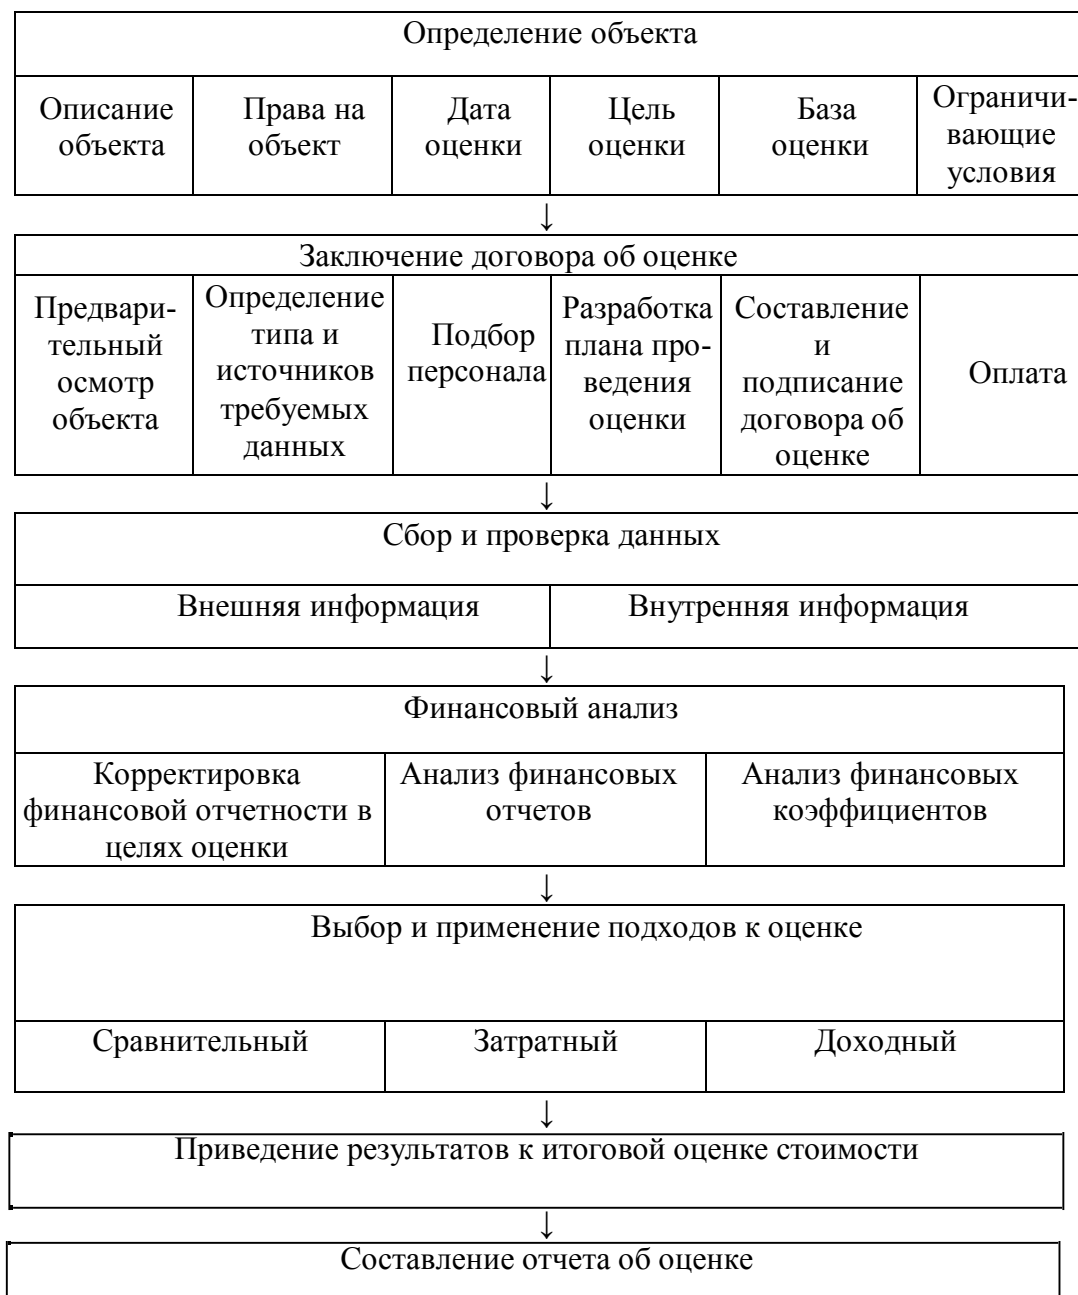 Определение объекта
Описание
объекта
Права на
объект
Дата
оценки
Цель
оценки
База
оценки
Ограничи-
вающие
условия
↓
Заключение договора об оценке
Предвари-
тельный
осмотр
объекта
Определение
типа и
источников
требуемых
данных
Подбор
персонала
Разработка
плана про-
ведения
оценки
Составление
и
подписание
договора об
оценке
Оплата
↓
Сбор и проверка данных
Внешняя информация
Внутренняя информация
↓
Финансовый анализ
Корректировка
финансовой отчетности в
целях оценки
Анализ финансовых
отчетов
Анализ финансовых
коэффициентов
↓
Выбор и применение подходов к оценке
Сравнительный
Затратный
Доходный
↓
Приведение результатов к итоговой оценке стоимости
↓
Составление отчета об оценке